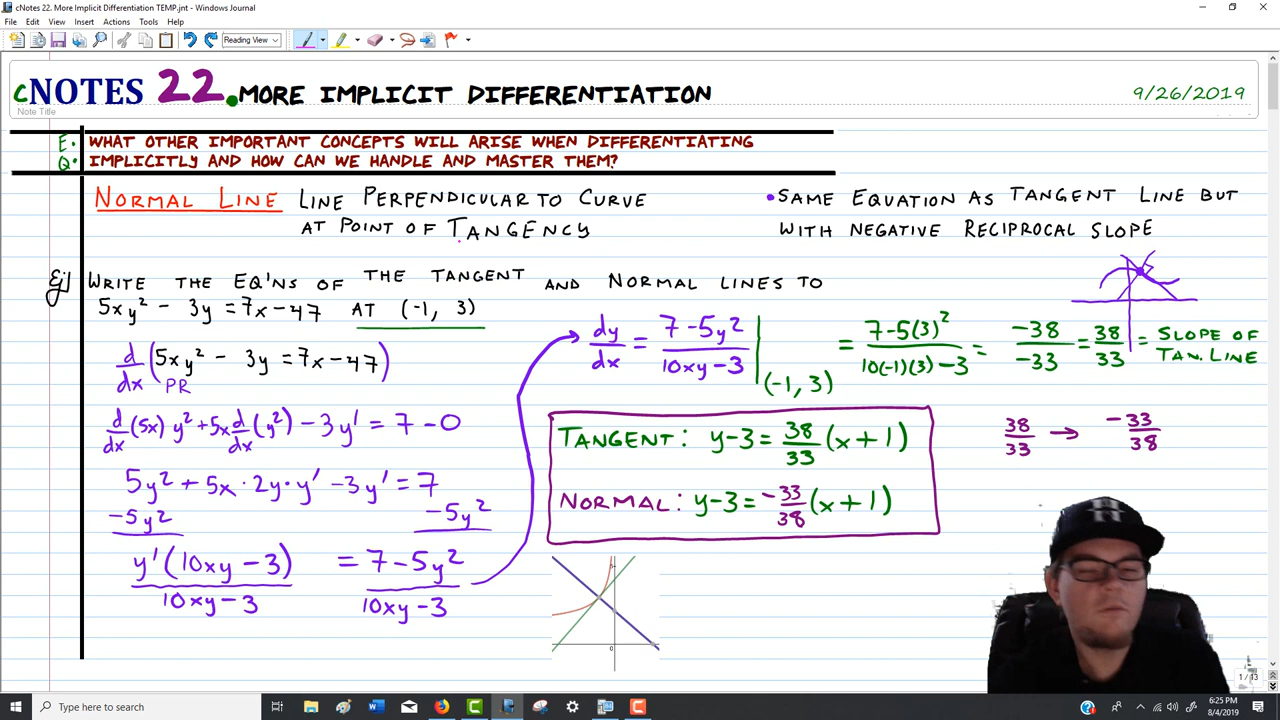 cNotes 22. More Implicit Differentiation TEMP.jnt - Windows Journal
File Edit View Insert Actions Tools Help
Reading View
cNOTES 22. MORE IMPLICIT DIFFERENTIATION
Note Title
9/26/2019
E. WHAT OTHER IMPORTANT CONCEPTS WILL ARISE WHEN DIFFERENTIATING
Q. IMPLICITLY AND HOW CAN WE HANDLE AND MASTER THEM?
NORMAL LINE LINE PERPENDICULAR TO CURVE
AT POINT OF TANGENCY
• SAME EQUATION AS TANGENT LINE BUT
WITH NEGATIVE RECIPROCAL SLOPE
Ej) WRITE THE EQ'NS OF THE TANGENT AND NORMAL LINES TO
5xy² - 3y = 7x - 47 AT (-1, 3)
d/dx (5xy² - 3y = 7x - 47)
PR
d/dx (5x) y² + 5x d/dx (y²) - 3y' = 7 - 0
5y² + 5x · 2y · y' - 3y' = 7
-5y² -5y²
y'(10xy - 3) = 7 - 5y²
10xy - 3 10xy - 3
dy/dx = (7 - 5y²)/(10xy - 3) | (-1, 3) = (7 - 5(3)²)/(10(-1)(3) - 3) = -38/-33 = 38/33 = SLOPE OF
TAN. LINE
TANGENT: y - 3 = 38/33 (x + 1)
NORMAL: y - 3 = -33/38 (x + 1)
38/33 → -33/38
0
1 / 13
Type here to search
6:25 PM
8/4/2019